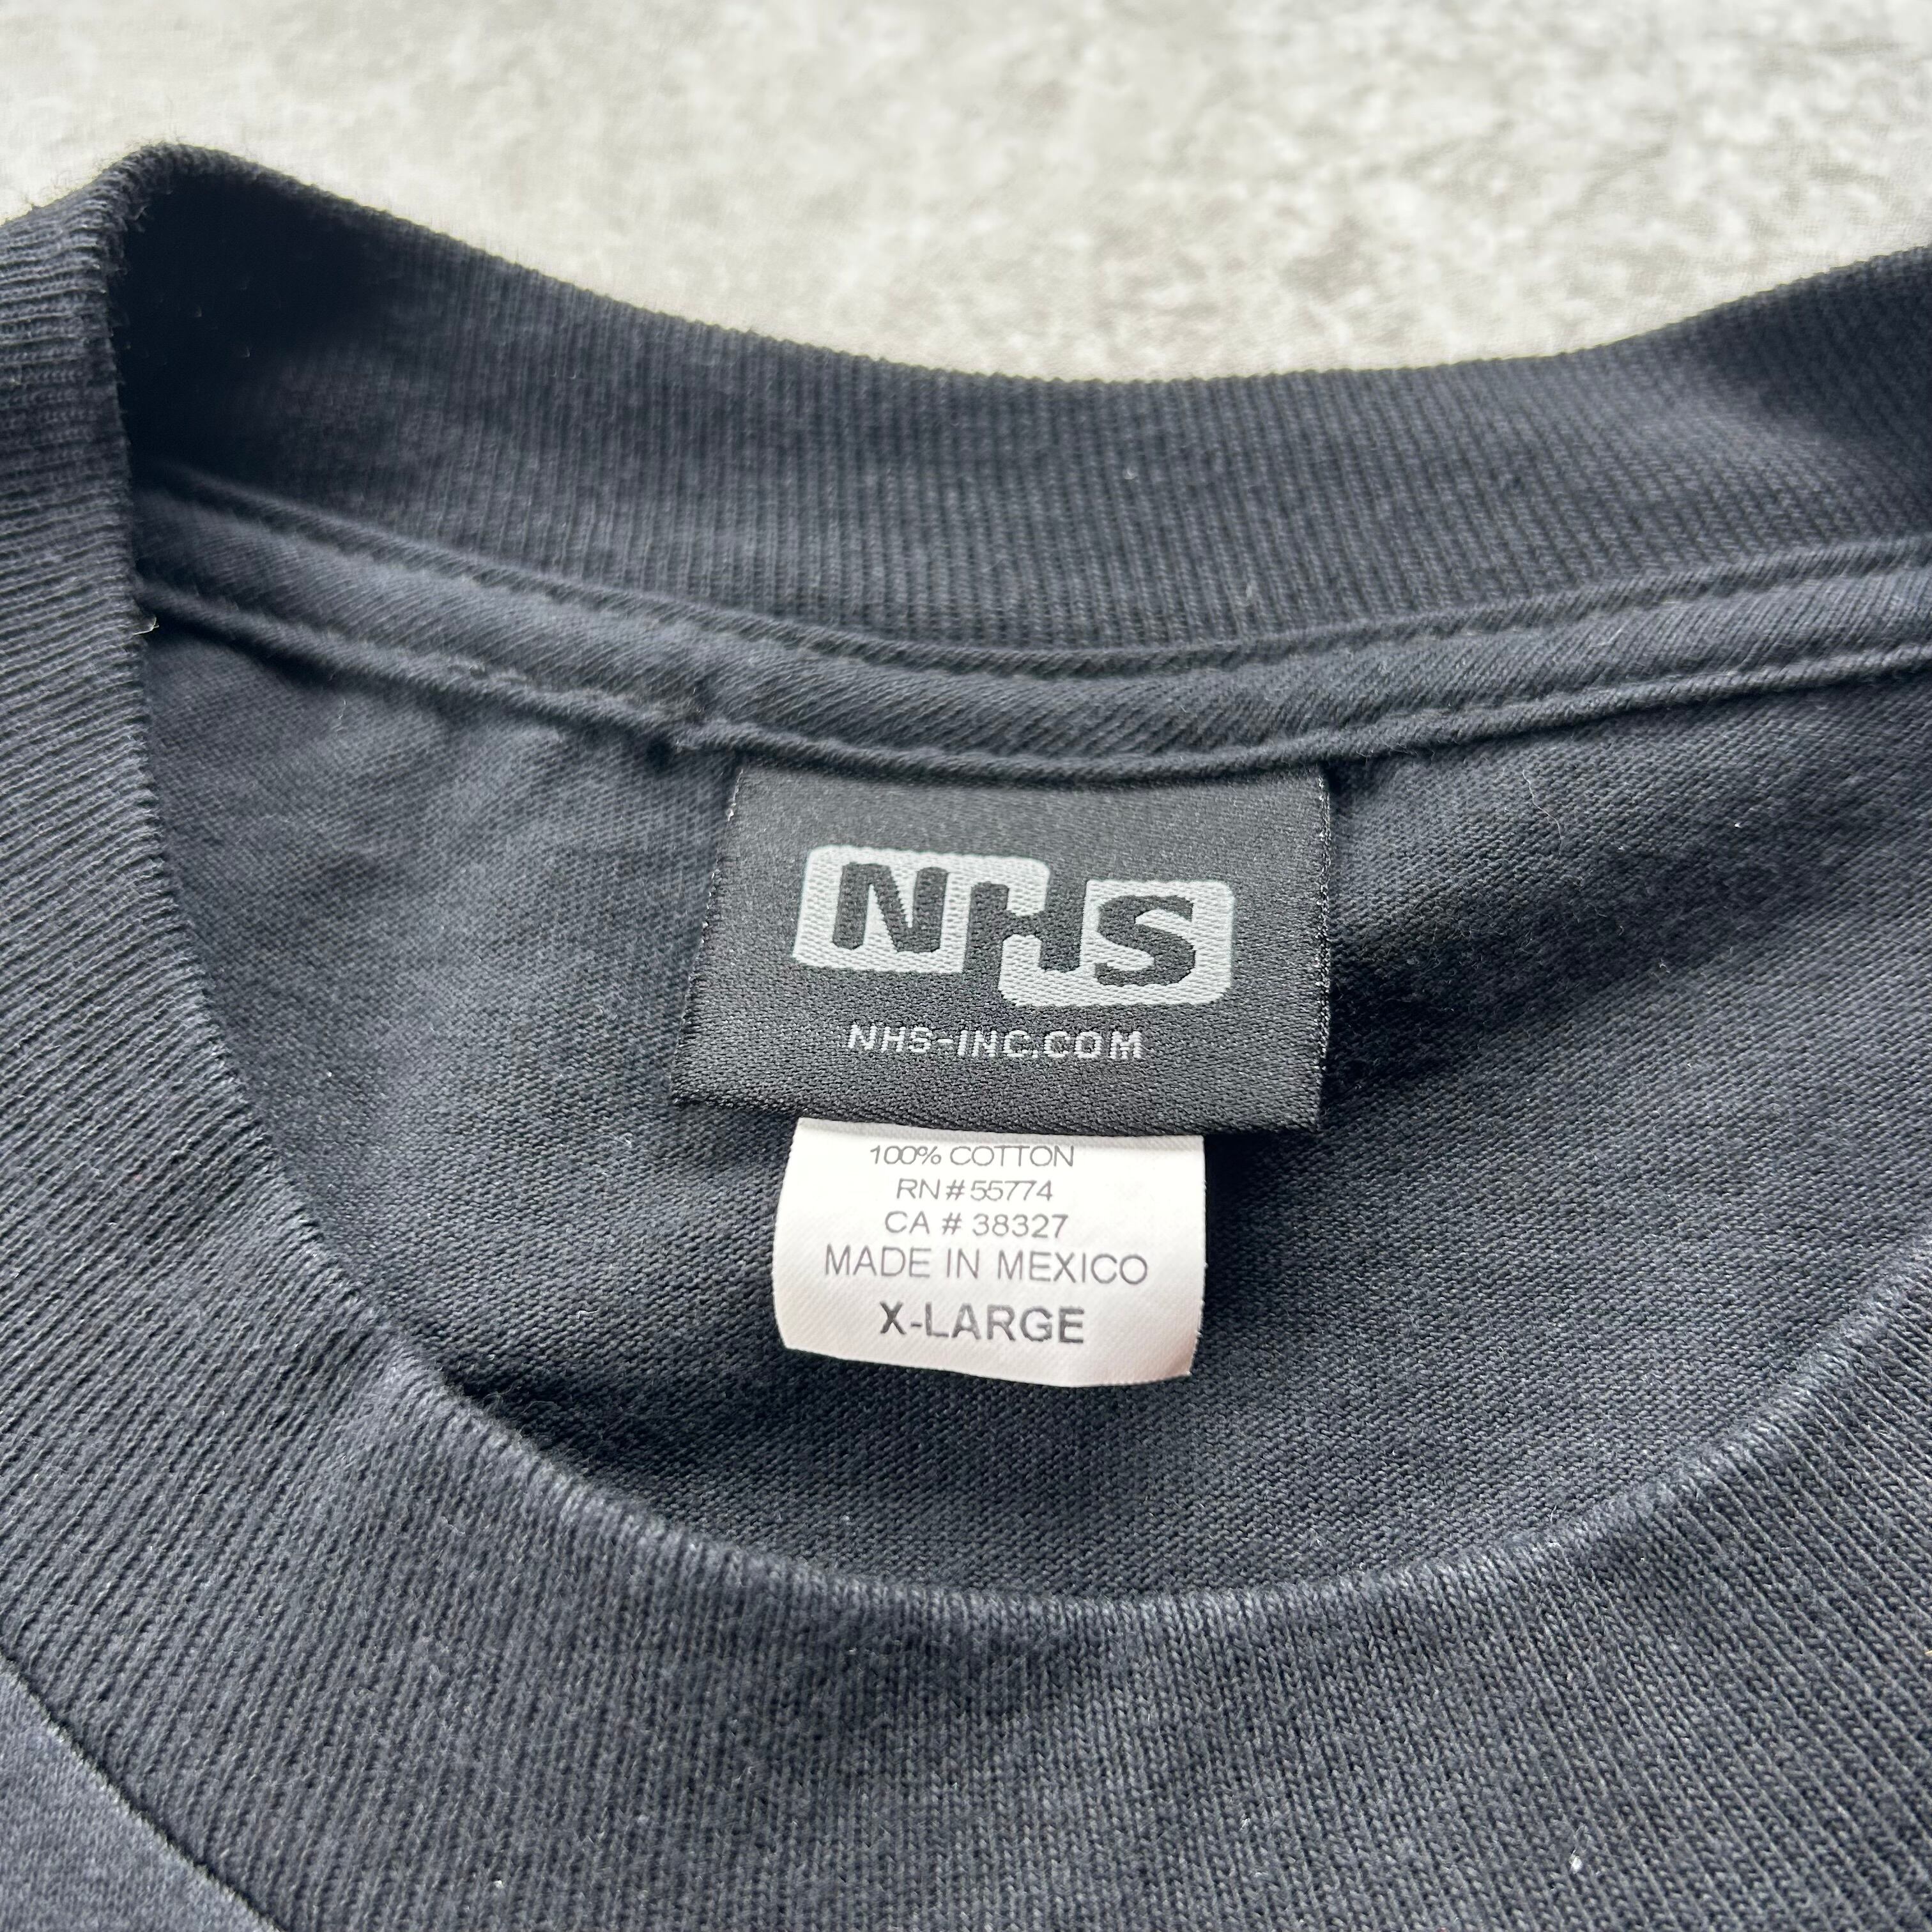 NHS
NHS-INC.COM
100% COTTON
RN#55774
CA # 38327
MADE IN MEXICO
X-LARGE